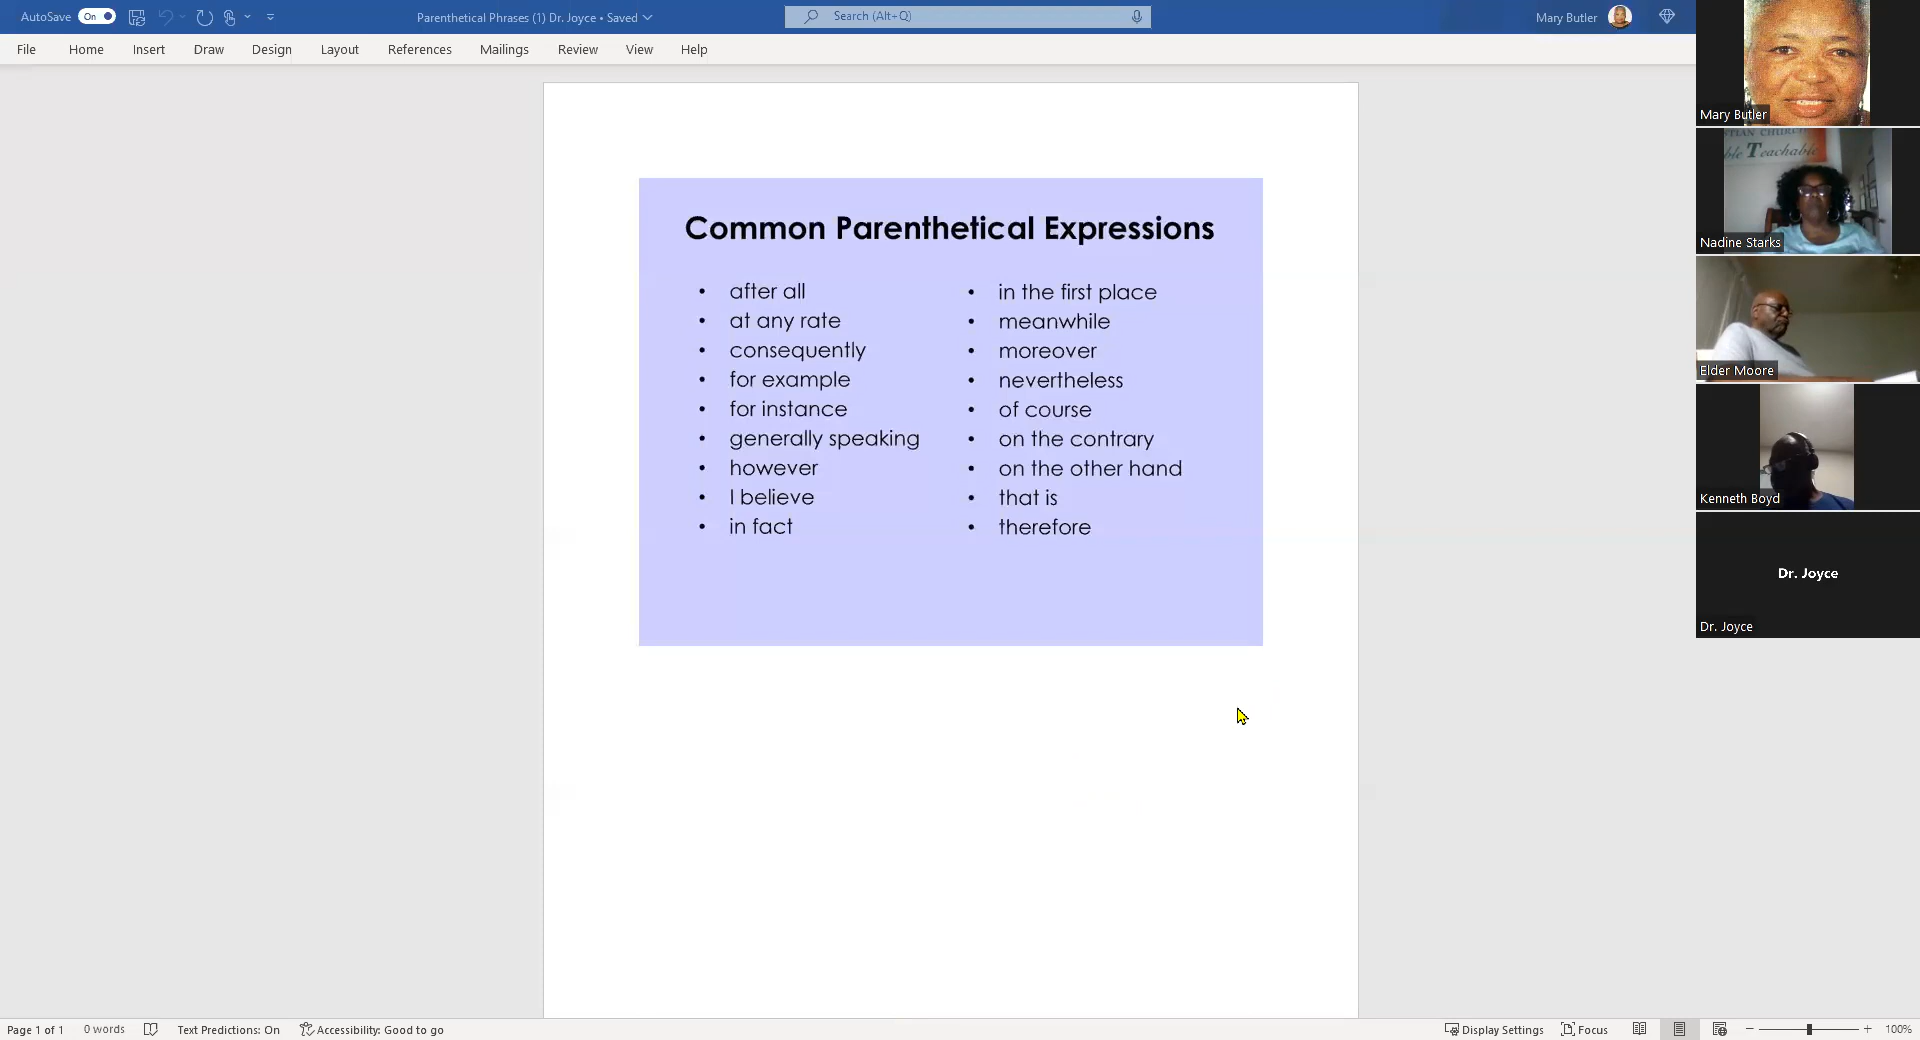 AutoSave On Parenthetical Phrases (1) Dr. Joyce • Saved Search (Alt+Q) Mary Butler
File Home Insert Draw Design Layout References Mailings Review View Help
Common Parenthetical Expressions
• after all
• at any rate
• consequently
• for example
• for instance
• generally speaking
• however
• I believe
• in fact
• in the first place
• meanwhile
• moreover
• nevertheless
• of course
• on the contrary
• on the other hand
• that is
• therefore
Mary Butler
Teachable
Nadine Starks
Elder Moore
Kenneth Boyd
Dr. Joyce
Dr. Joyce
Page 1 of 1 0 words Text Predictions: On Accessibility: Good to go Display Settings Focus 100%